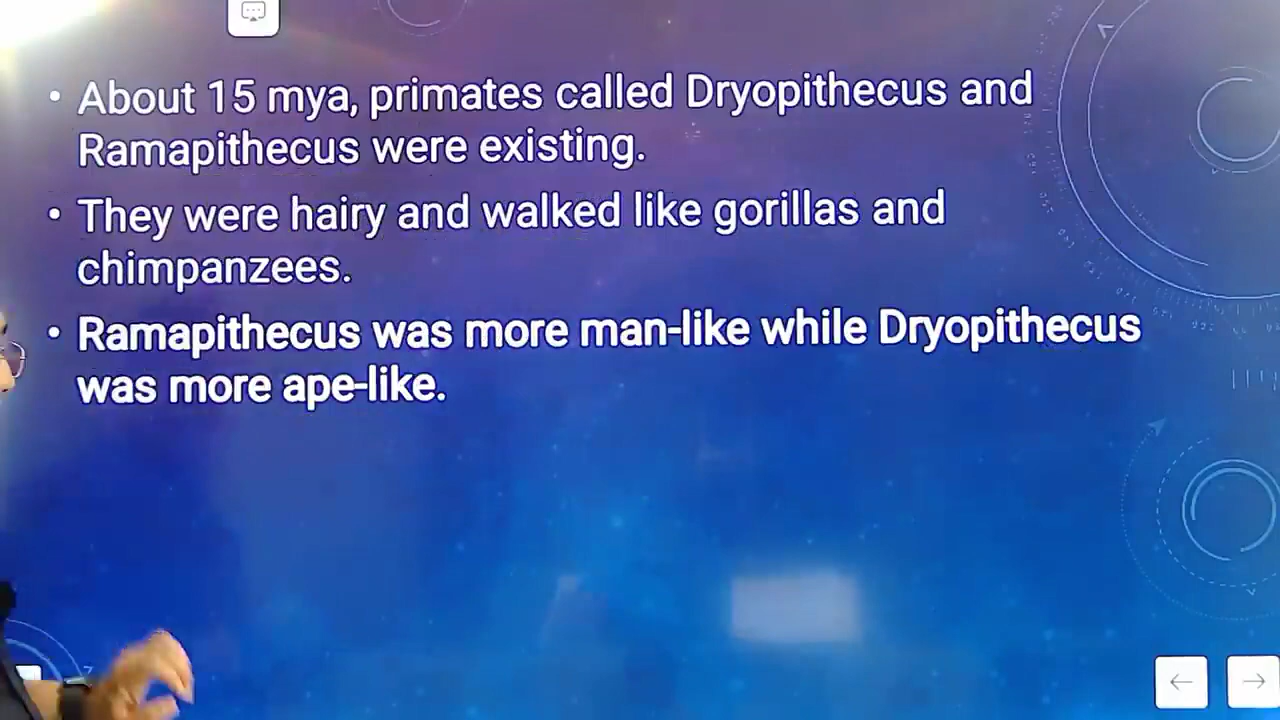 • About 15 mya, primates called Dryopithecus and
Ramapithecus were existing.
• They were hairy and walked like gorillas and
chimpanzees.
• Ramapithecus was more man-like while Dryopithecus
was more ape-like.